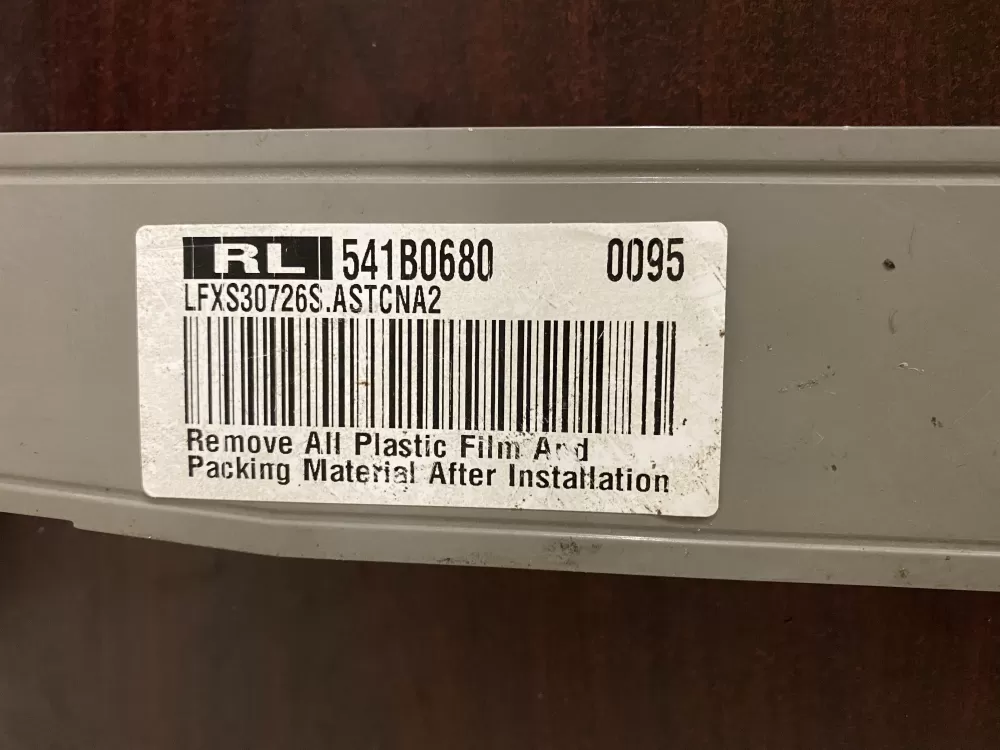 RL 541B0680 0095
LFXS30726S.ASTCNA2
Remove All Plastic Film And
Packing Material After Installation